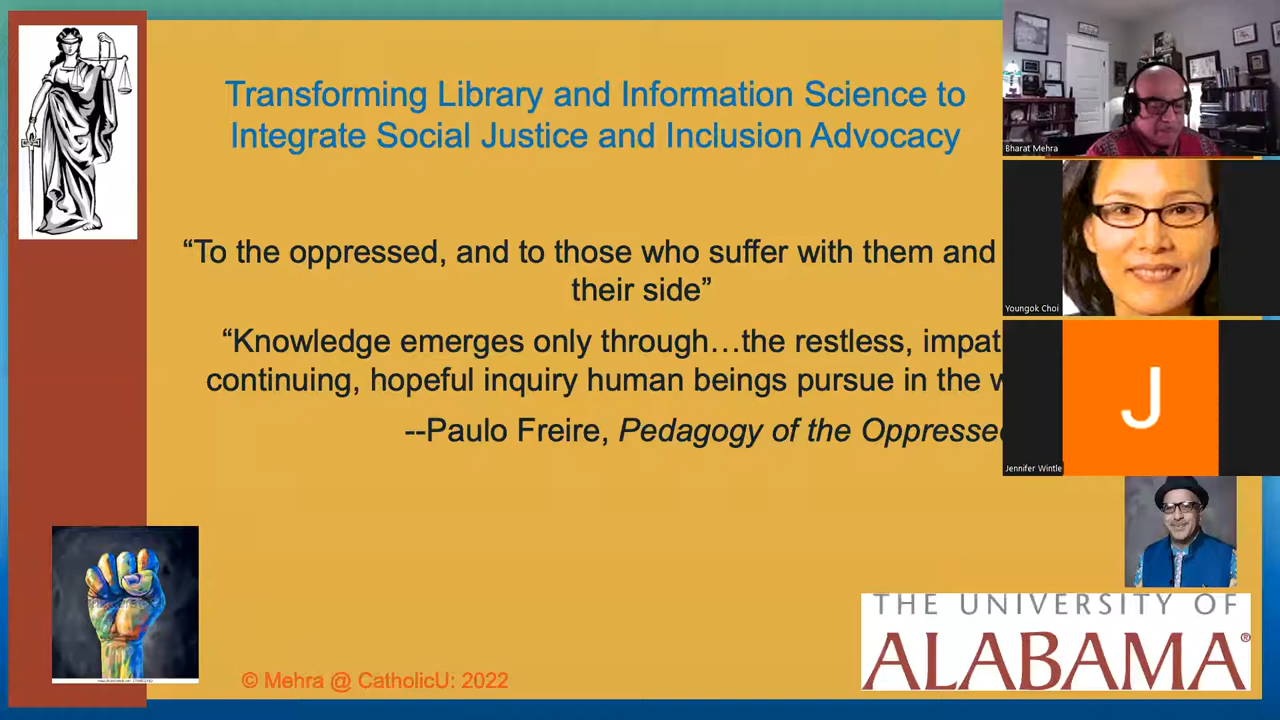 Transforming Library and Information Science to
Integrate Social Justice and Inclusion Advocacy
“To the oppressed, and to those who suffer with them and
their side”
“Knowledge emerges only through…the restless,
continuing, hopeful inquiry human beings pursue in the
--Paulo Freire, Pedagogy of the
© Mehra @ CatholicU: 2022
Bharat Mehra
Youngok Choi
J
Jennifer Wintle
THE UNIVERSITY OF
ALABAMA®